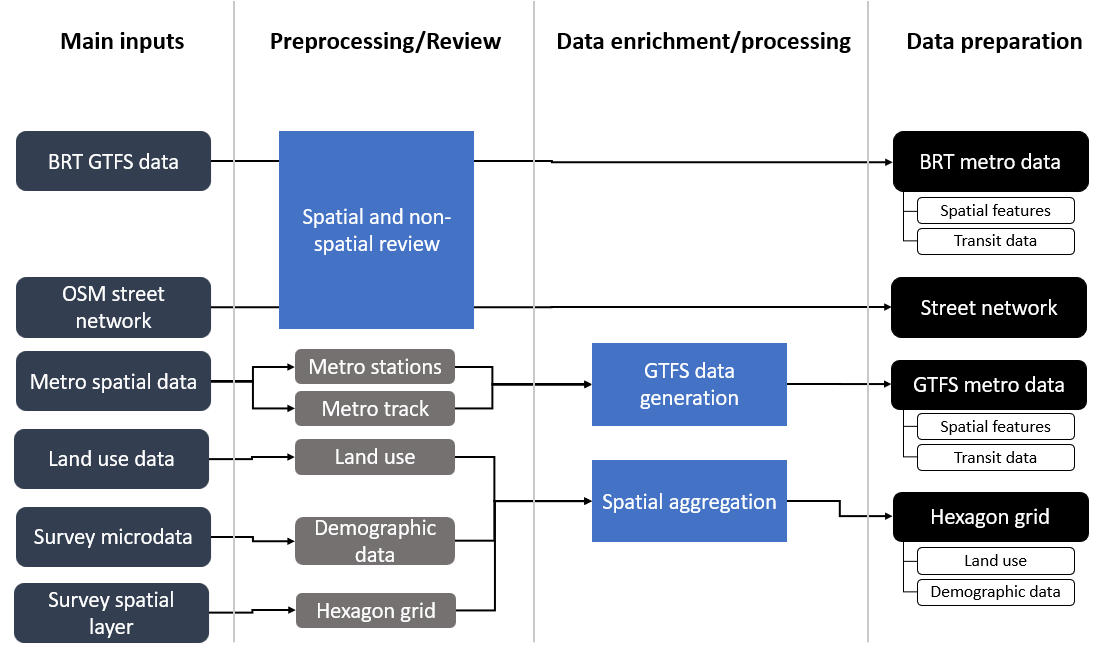 Main inputs
Preprocessing/Review
Data enrichment/processing
Data preparation
BRT GTFS data
Spatial and non-
spatial review
BRT metro data
Spatial features
Transit data
OSM street
network
Street network
Metro spatial data
Metro stations
Metro track
GTFS data
generation
GTFS metro data
Spatial features
Transit data
Land use data
Land use
Spatial aggregation
Hexagon grid
Land use
Demographic data
Survey microdata
Demographic
data
Survey spatial
layer
Hexagon grid